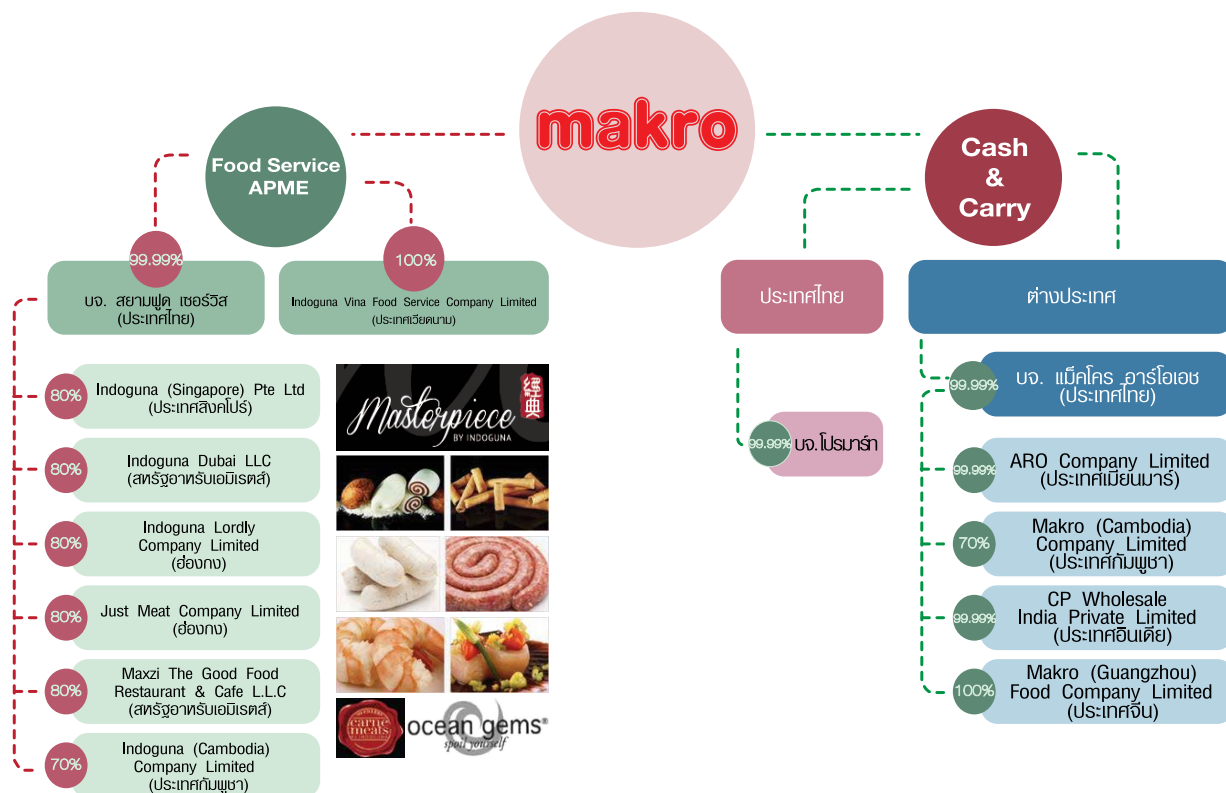 makro
Food Service
APME
Cash
&
Carry
99.99%
บจ. สยามฟูด เซอร์วิส
(ประเทศไทย)
100%
Indoguna Vina Food Service Company Limited
(ประเทศเวียดนาม)
80%
Indoguna (Singapore) Pte Ltd
(ประเทศสิงคโปร์)
80%
Indoguna Dubai LLC
(สหรัฐอาหรับเอมิเรตส์)
80%
Indoguna Lordly
Company Limited
(ฮ่องกง)
80%
Just Meat Company Limited
(ฮ่องกง)
80%
Maxzi The Good Food
Restaurant & Cafe L.L.C
(สหรัฐอาหรับเอมิเรตส์)
70%
Indoguna (Cambodia)
Company Limited
(ประเทศกัมพูชา)
Masterpiece
BY INDOGUNA
carne
meats
ocean gems®
spoil yourself
ประเทศไทย
99.99%
บจ.โปรมาร์ท
ต่างประเทศ
99.99%
บจ. แม็คโคร อาร์โอเอช
(ประเทศไทย)
99.99%
ARO Company Limited
(ประเทศเมียนมาร์)
70%
Makro (Cambodia)
Company Limited
(ประเทศกัมพูชา)
99.99%
CP Wholesale
India Private Limited
(ประเทศอินเดีย)
100%
Makro (Guangzhou)
Food Company Limited
(ประเทศจีน)